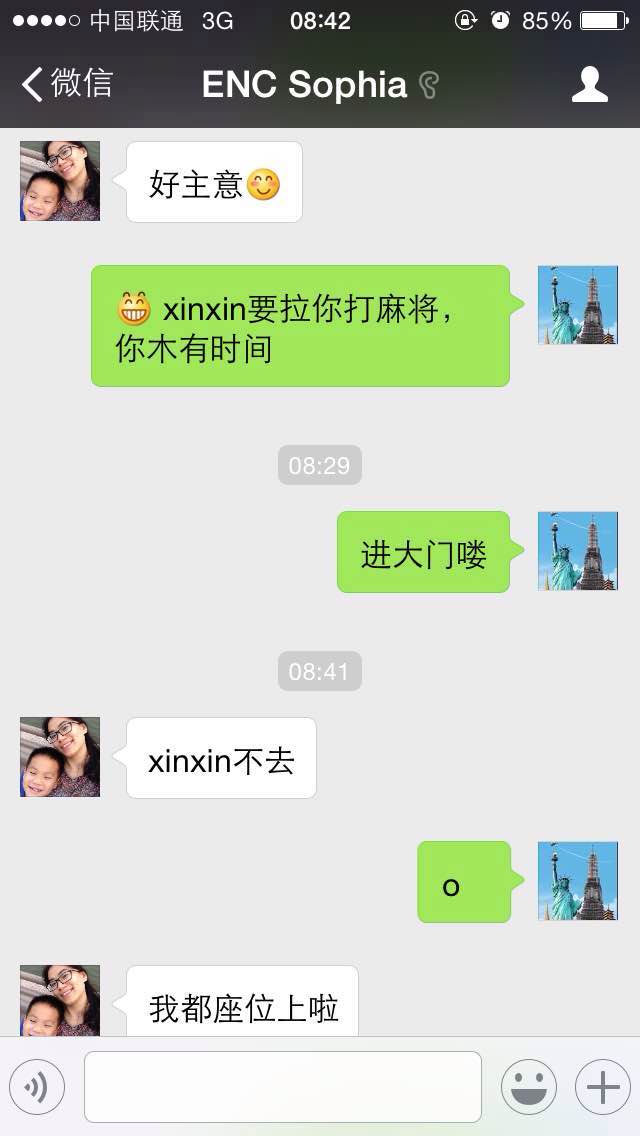 中国联通 3G 08:42 85%
微信 ENC Sophia
好主意😊
😁 xinxin要拉你打麻将，
你木有时间
08:29
进大门喽
08:41
xinxin不去
o
我都座位上啦